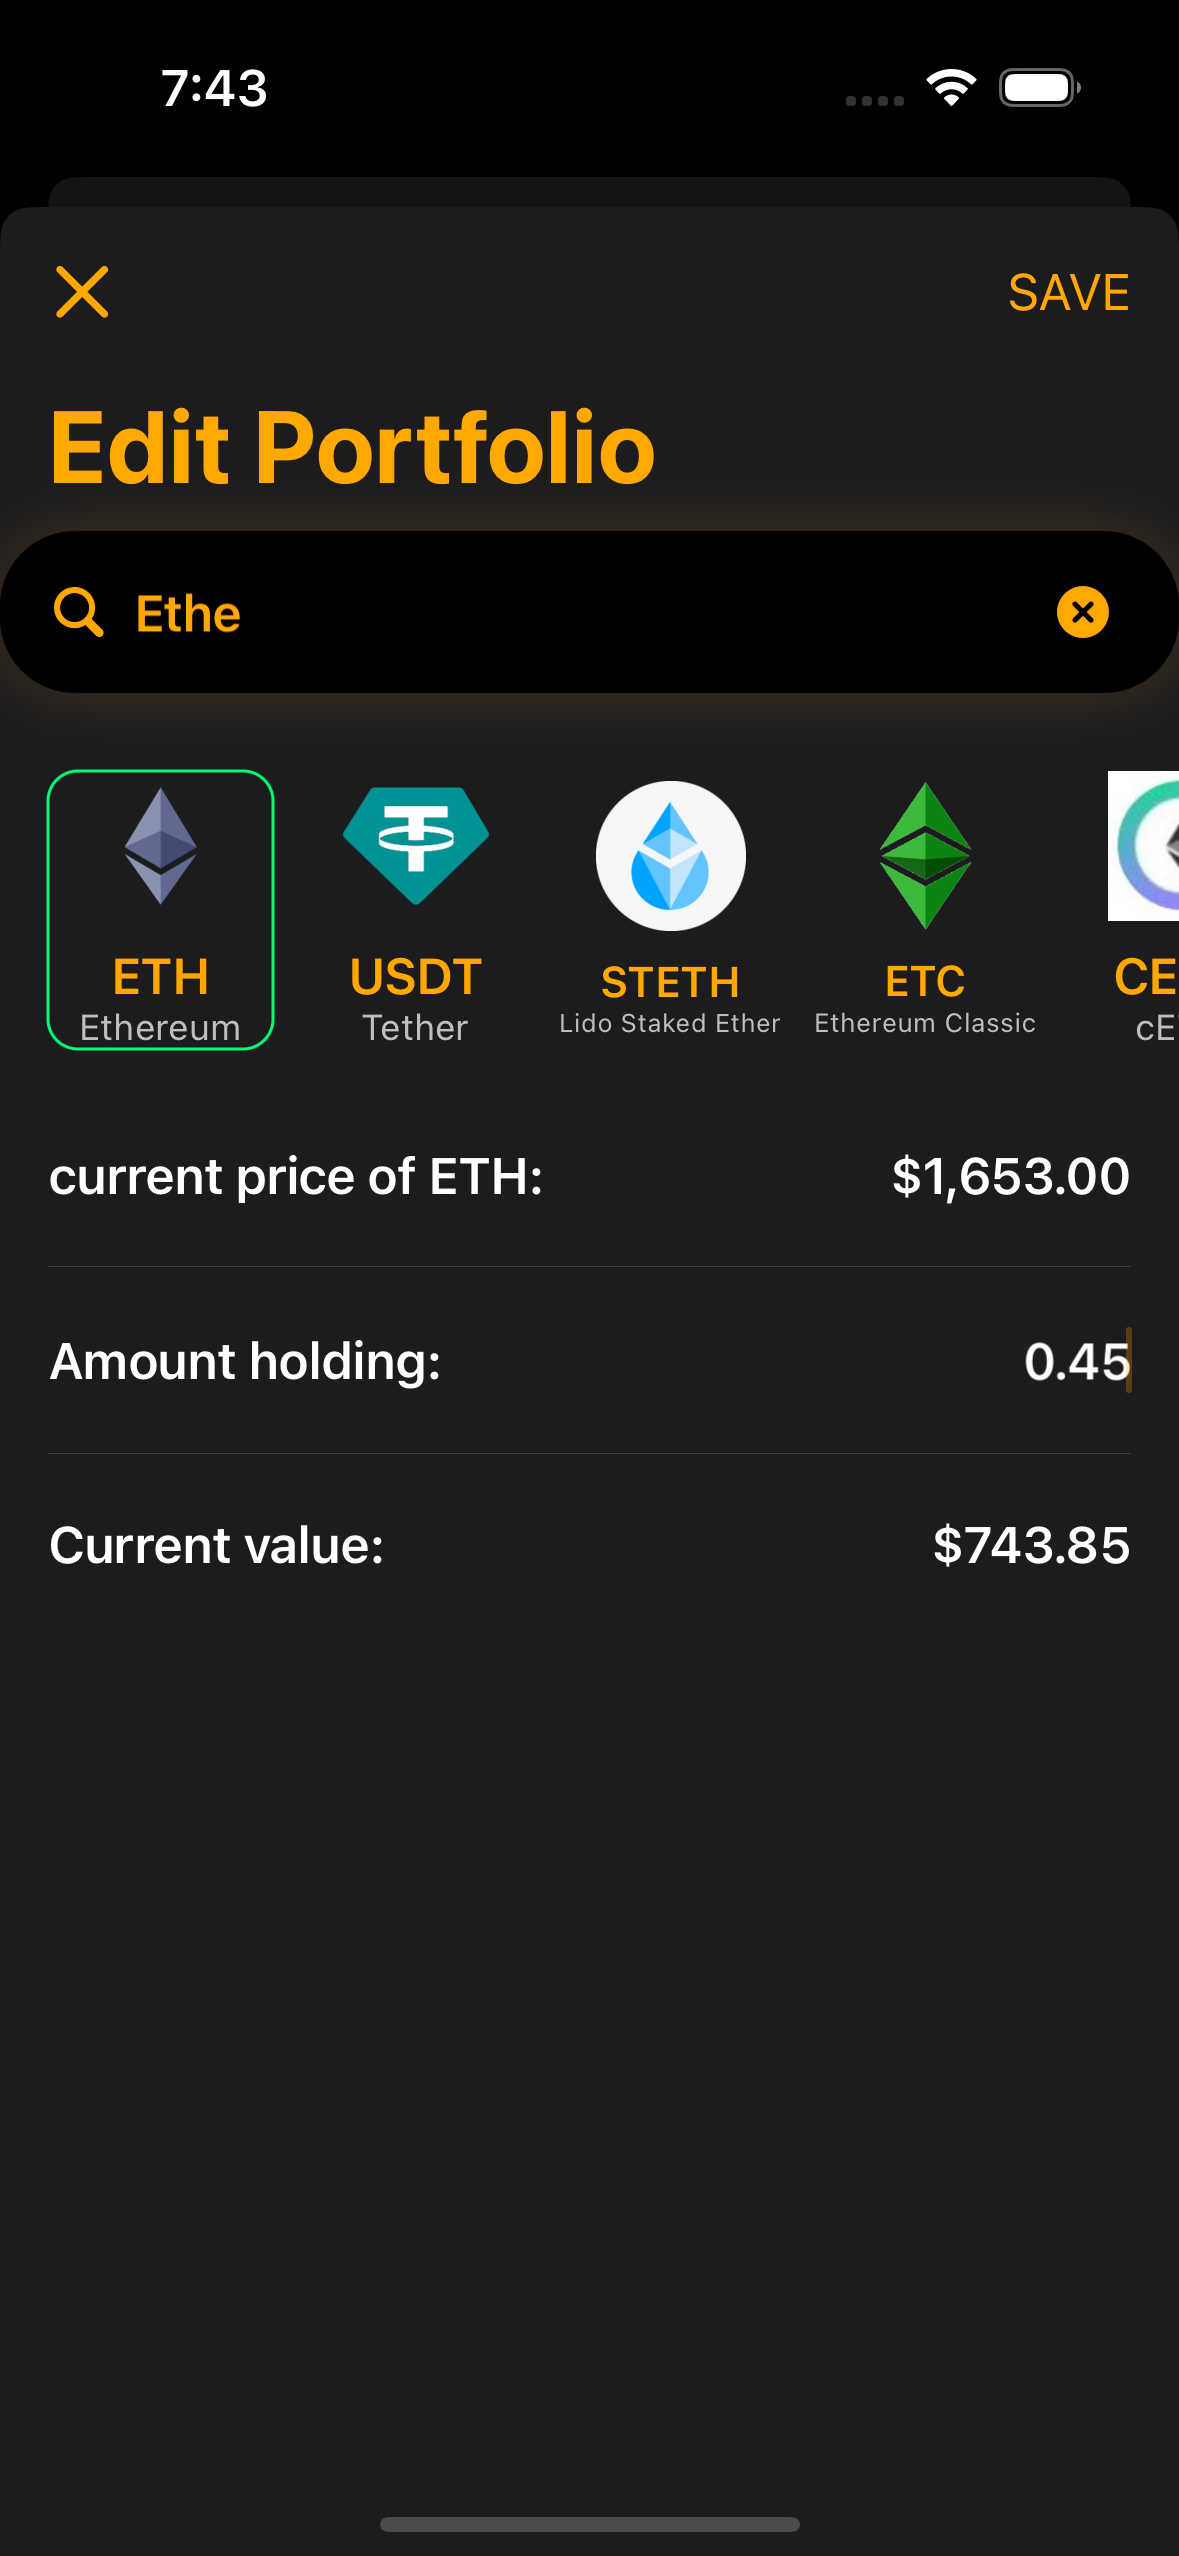 7:43
SAVE
Edit Portfolio
Ethe
ETH
Ethereum
USDT
Tether
STETH
Lido Staked Ether
ETC
Ethereum Classic
CE
cE
current price of ETH: $1,653.00
Amount holding: 0.45
Current value: $743.85